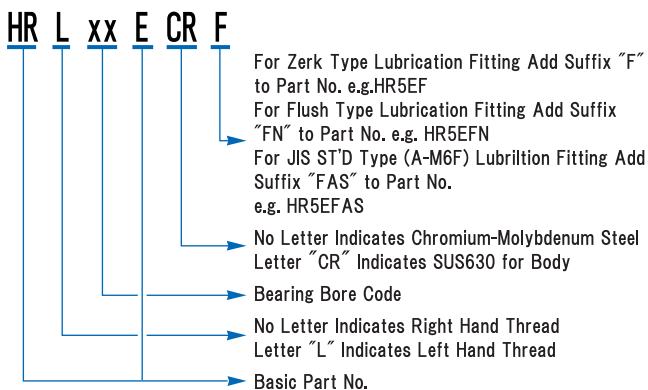 HR L xx E CR F
For Zerk Type Lubrication Fitting Add Suffix ″F″
to Part No. e.g.HR5EF
For Flush Type Lubrication Fitting Add Suffix
″FN″ to Part No. e.g. HR5EFN
For JIS ST'D Type (A-M6F) Lubriltion Fitting Add
Suffix ″FAS″ to Part No.
e.g. HR5EFAS
No Letter Indicates Chromium-Molybdenum Steel
Letter ″CR″ Indicates SUS630 for Body
Bearing Bore Code
No Letter Indicates Right Hand Thread
Letter ″L″ Indicates Left Hand Thread
Basic Part No.